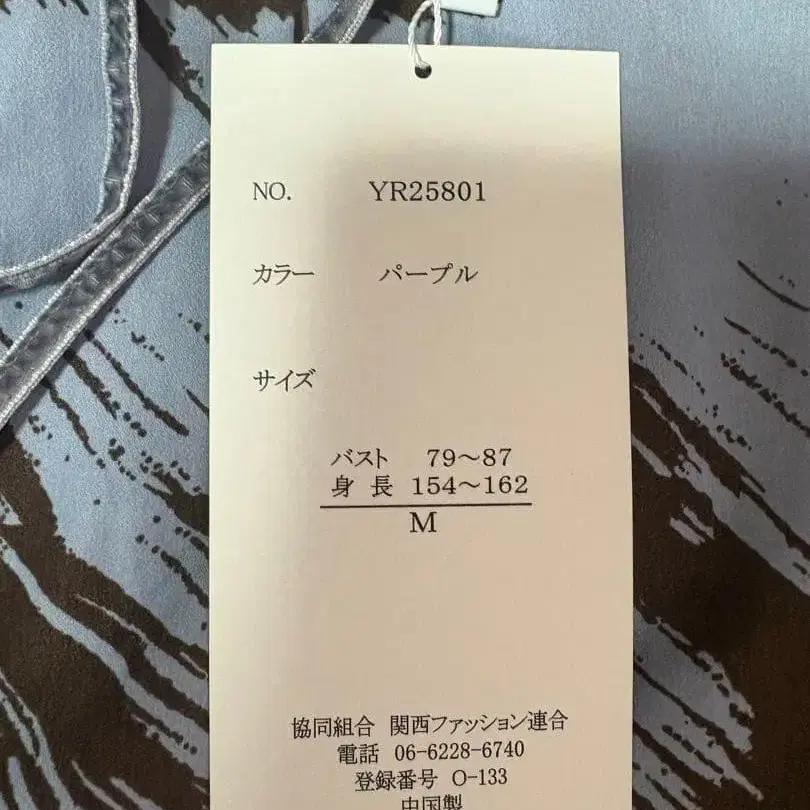 NO. YR25801
カラー パープル
サイズ
バスト 79～87
身長 154～162
M
協同組合 関西ファッション連合
電話 06-6228-6740
登録番号 O-133
中国製